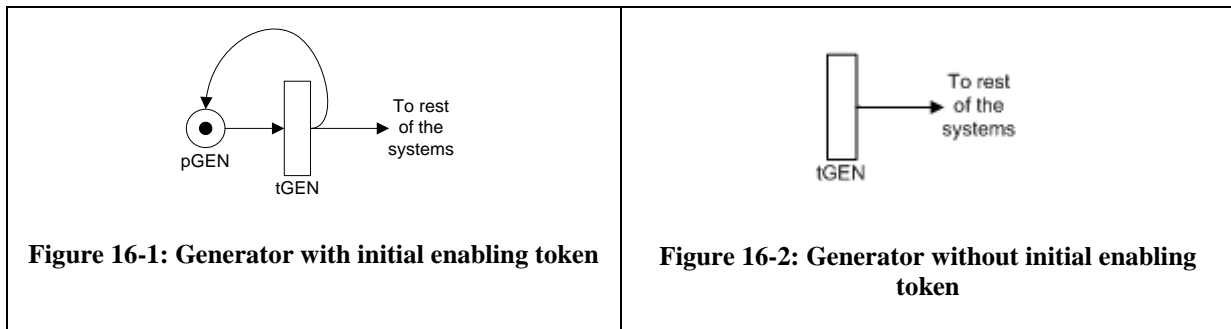 To rest
of the
systems
pGEN
tGEN
Figure 16-1: Generator with initial enabling token
To rest
of the
systems
tGEN
Figure 16-2: Generator without initial enabling
token